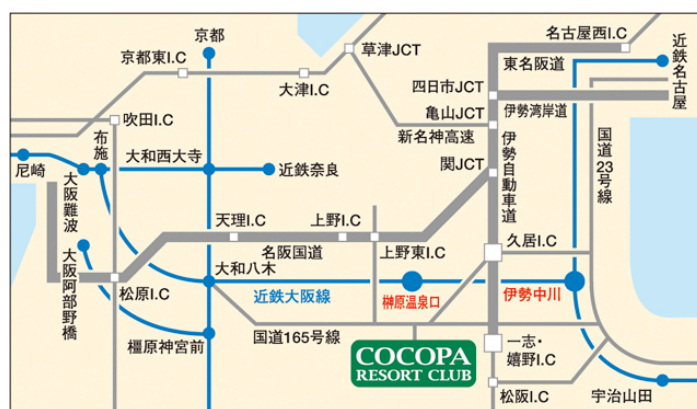 京都
草津JCT
名古屋西I.C
近鉄名古屋
京都東I.C
東名阪道
大津I.C
四日市JCT
亀山JCT
伊勢湾岸道
吹田I.C
新名神高速
布施
国道23号線
尼崎
大和西大寺
近鉄奈良
関JCT
伊勢自動車道
大阪難波
天理I.C
上野I.C
大阪阿部野橋
名阪国道
上野東I.C
久居I.C
大和八木
松原I.C
近鉄大阪線
榊原温泉口
伊勢中川
国道165号線
橿原神宮前
COCOPA
RESORT CLUB
一志・
嬉野I.C
松阪I.C
宇治山田